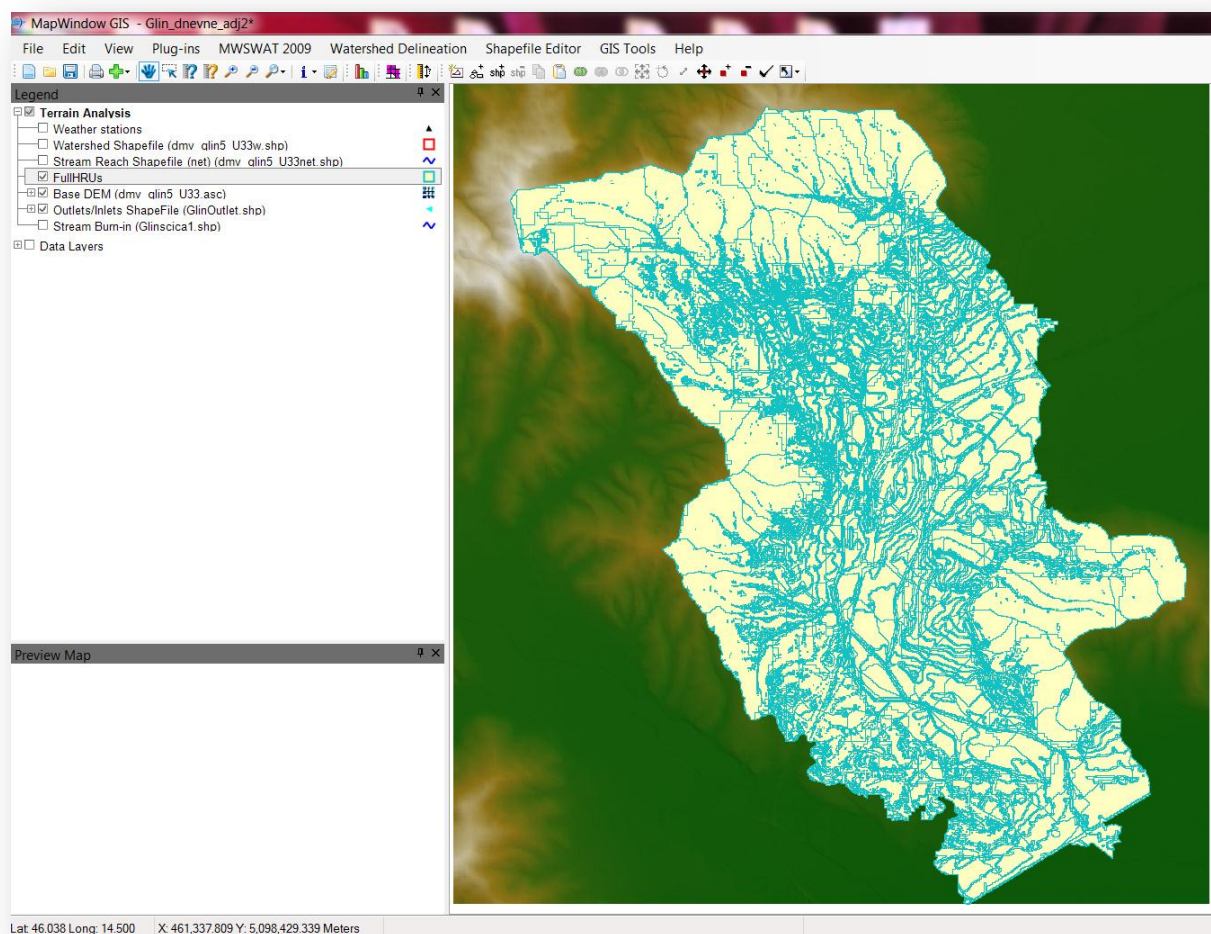 MapWindow GIS - Glin_dnevne_adj2*
File Edit View Plug-ins MWSWAT 2009 Watershed Delineation Shapefile Editor GIS Tools Help
shp shp
Legend
Terrain Analysis
Weather stations
Watershed Shapefile (dmv_glin5_U33w.shp)
Stream Reach Shapefile (net) (dmv_glin5_U33net.shp)
FullHRUs
Base DEM (dmv_glin5_U33.asc)
Outlets/Inlets ShapeFile (GlinOutlet.shp)
Stream Burn-in (Glinscica1.shp)
Data Layers
Preview Map
Lat: 46.038 Long: 14.500 X: 461,337.809 Y: 5,098,429.339 Meters